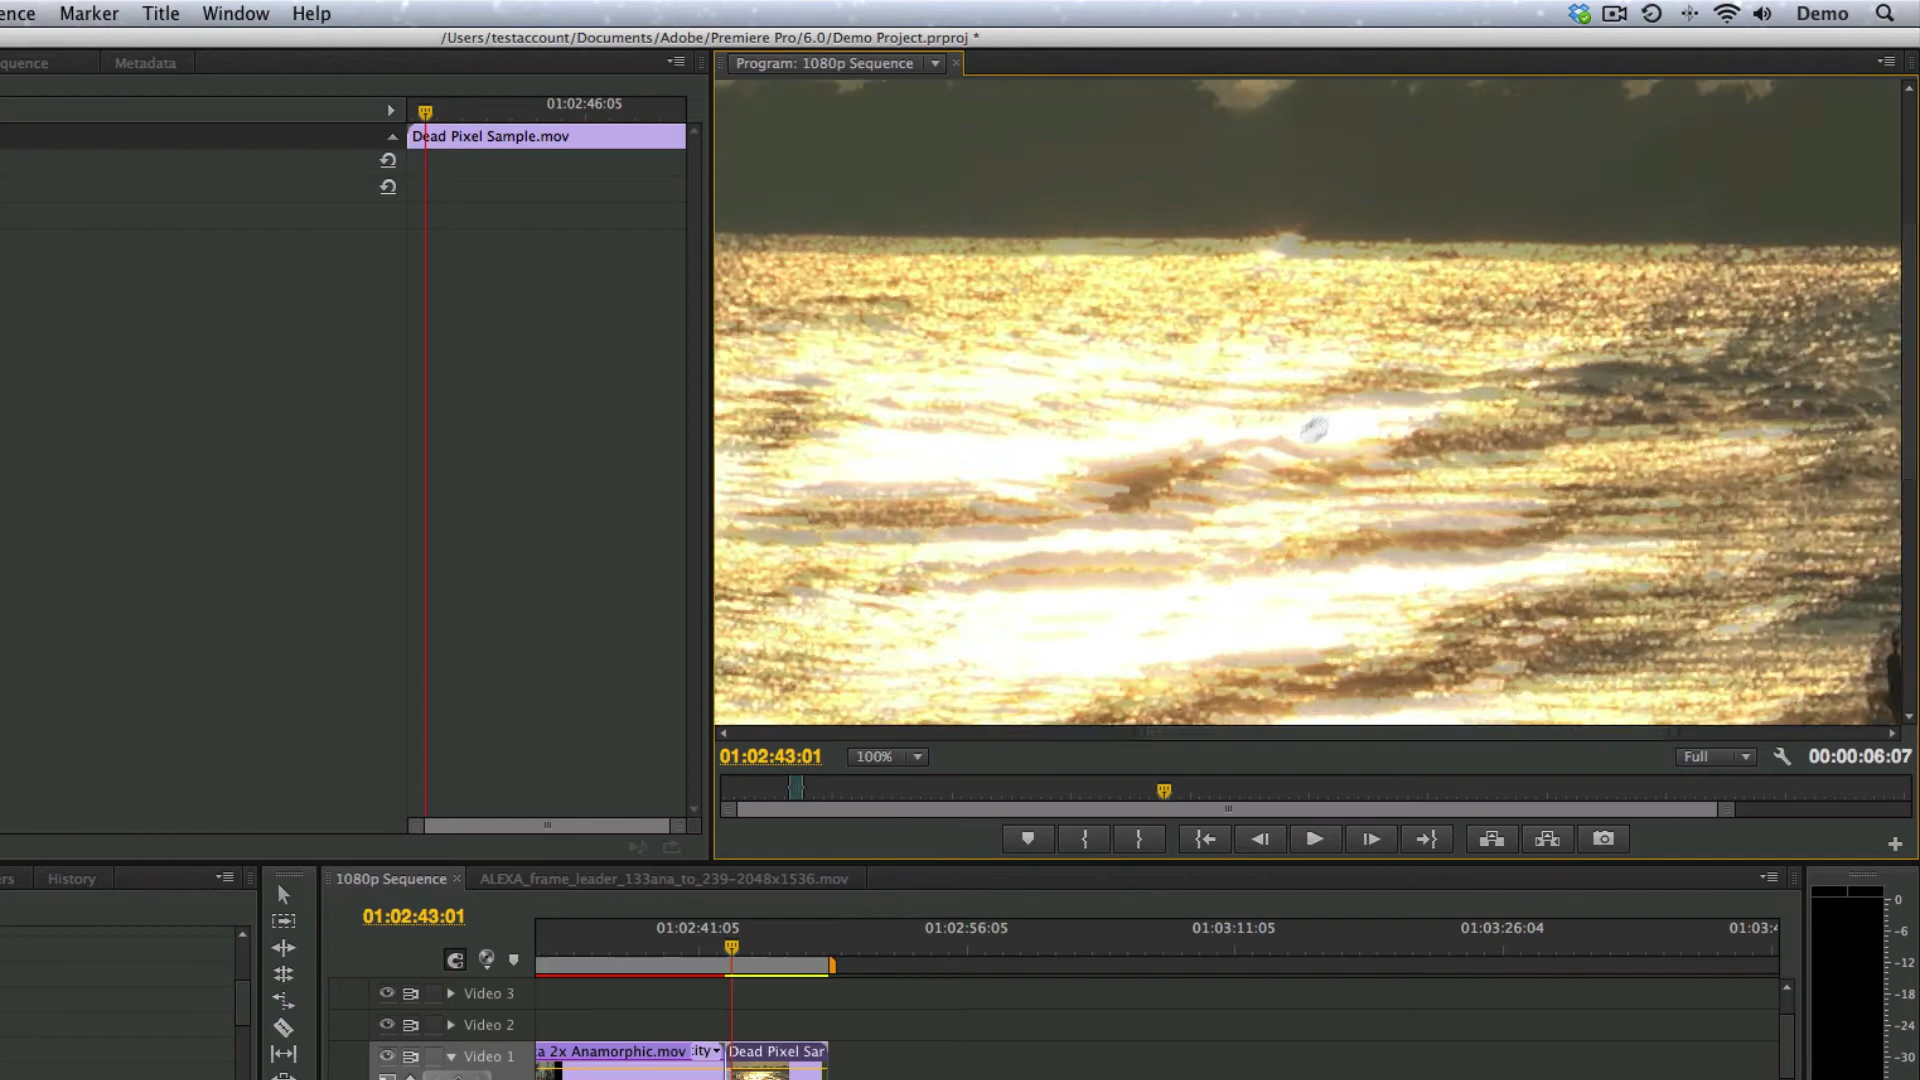 ence Marker Title Window Help Demo
/Users/testaccount/Documents/Adobe/Premiere Pro/6.0/Demo Project.prproj *
quence Metadata
Program: 1080p Sequence
01:02:46:05
Dead Pixel Sample.mov
01:02:43:01 100% Full 00:00:06:07
ers History
1080p Sequence ALEXA_frame_leader_133ana_to_239-2048x1536.mov
01:02:43:01
01:02:41:05 01:02:56:05 01:03:11:05 01:03:26:04 01:03:4
0
-6
-12
-18
-24
-30
Video 3
Video 2
Video 1
ka 2x Anamorphic.mov :ity Dead Pixel Sar